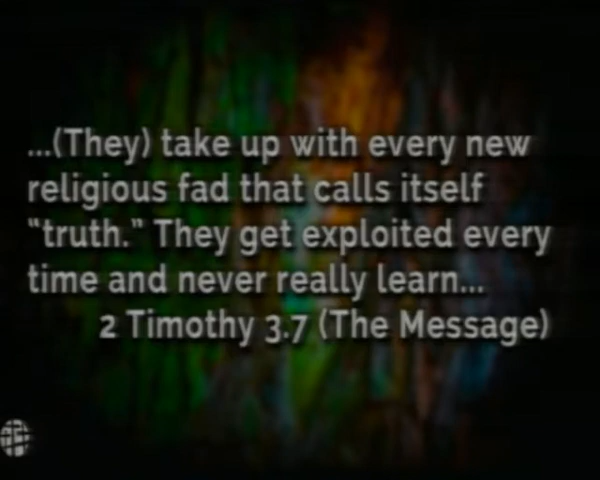 ...(They) take up with every new
religious fad that calls itself
“truth.” They get exploited every
time and never really learn...
2 Timothy 3.7 (The Message)